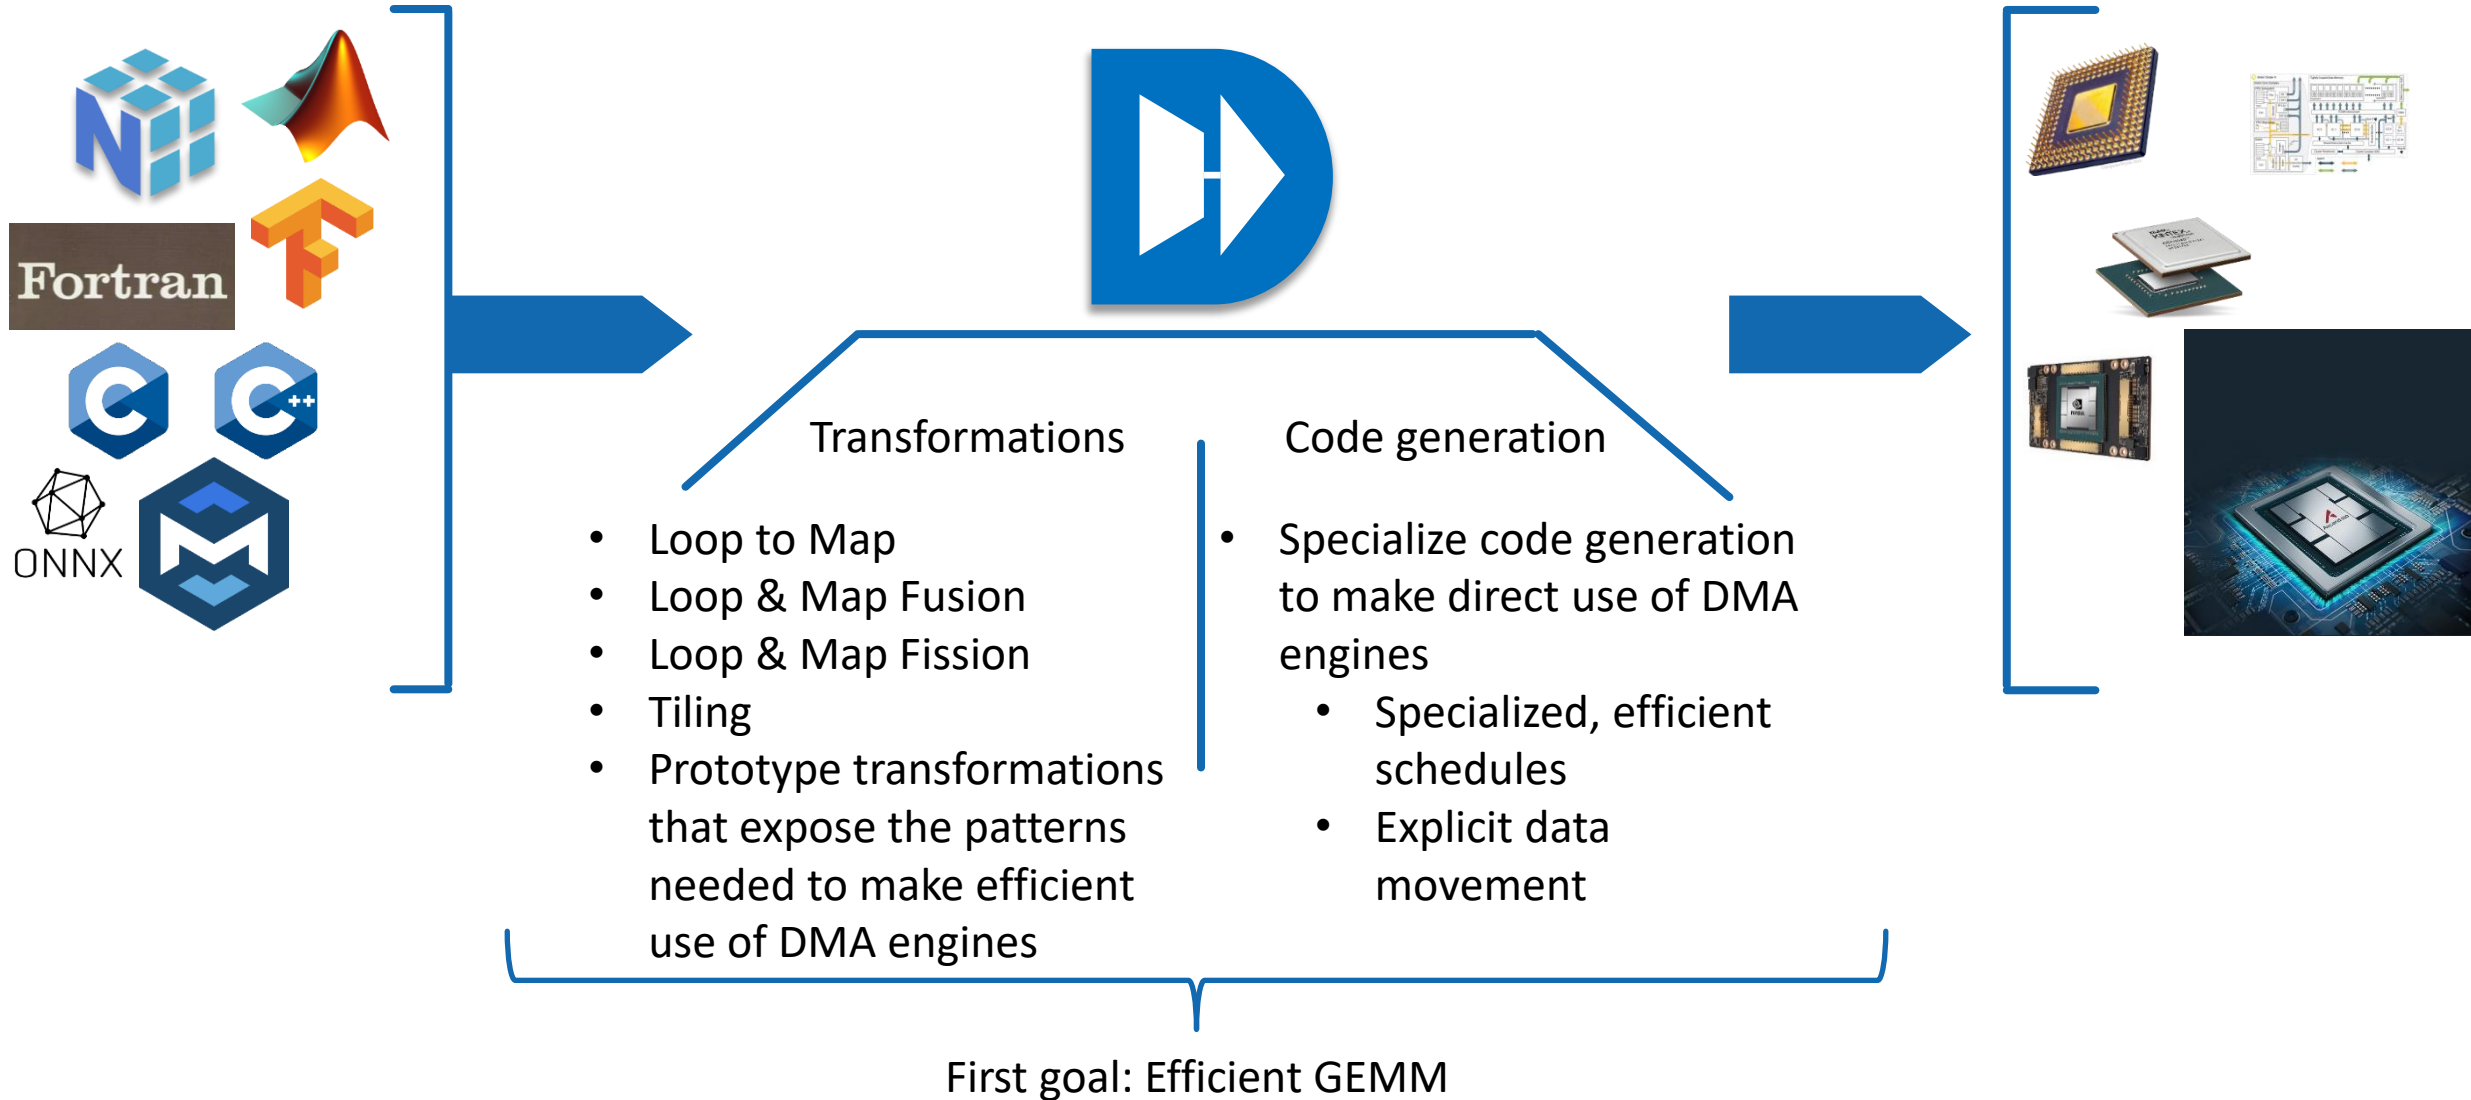 N
Fortran
C
C++
ONNX
M
D
Transformations
Loop to Map
Loop & Map Fusion
Loop & Map Fission
Tiling
Prototype transformations
that expose the patterns
needed to make efficient
use of DMA engines
Code generation
Specialize code generation
to make direct use of DMA
engines
Specialized, efficient
schedules
Explicit data
movement
First goal: Efficient GEMM
KINTEX